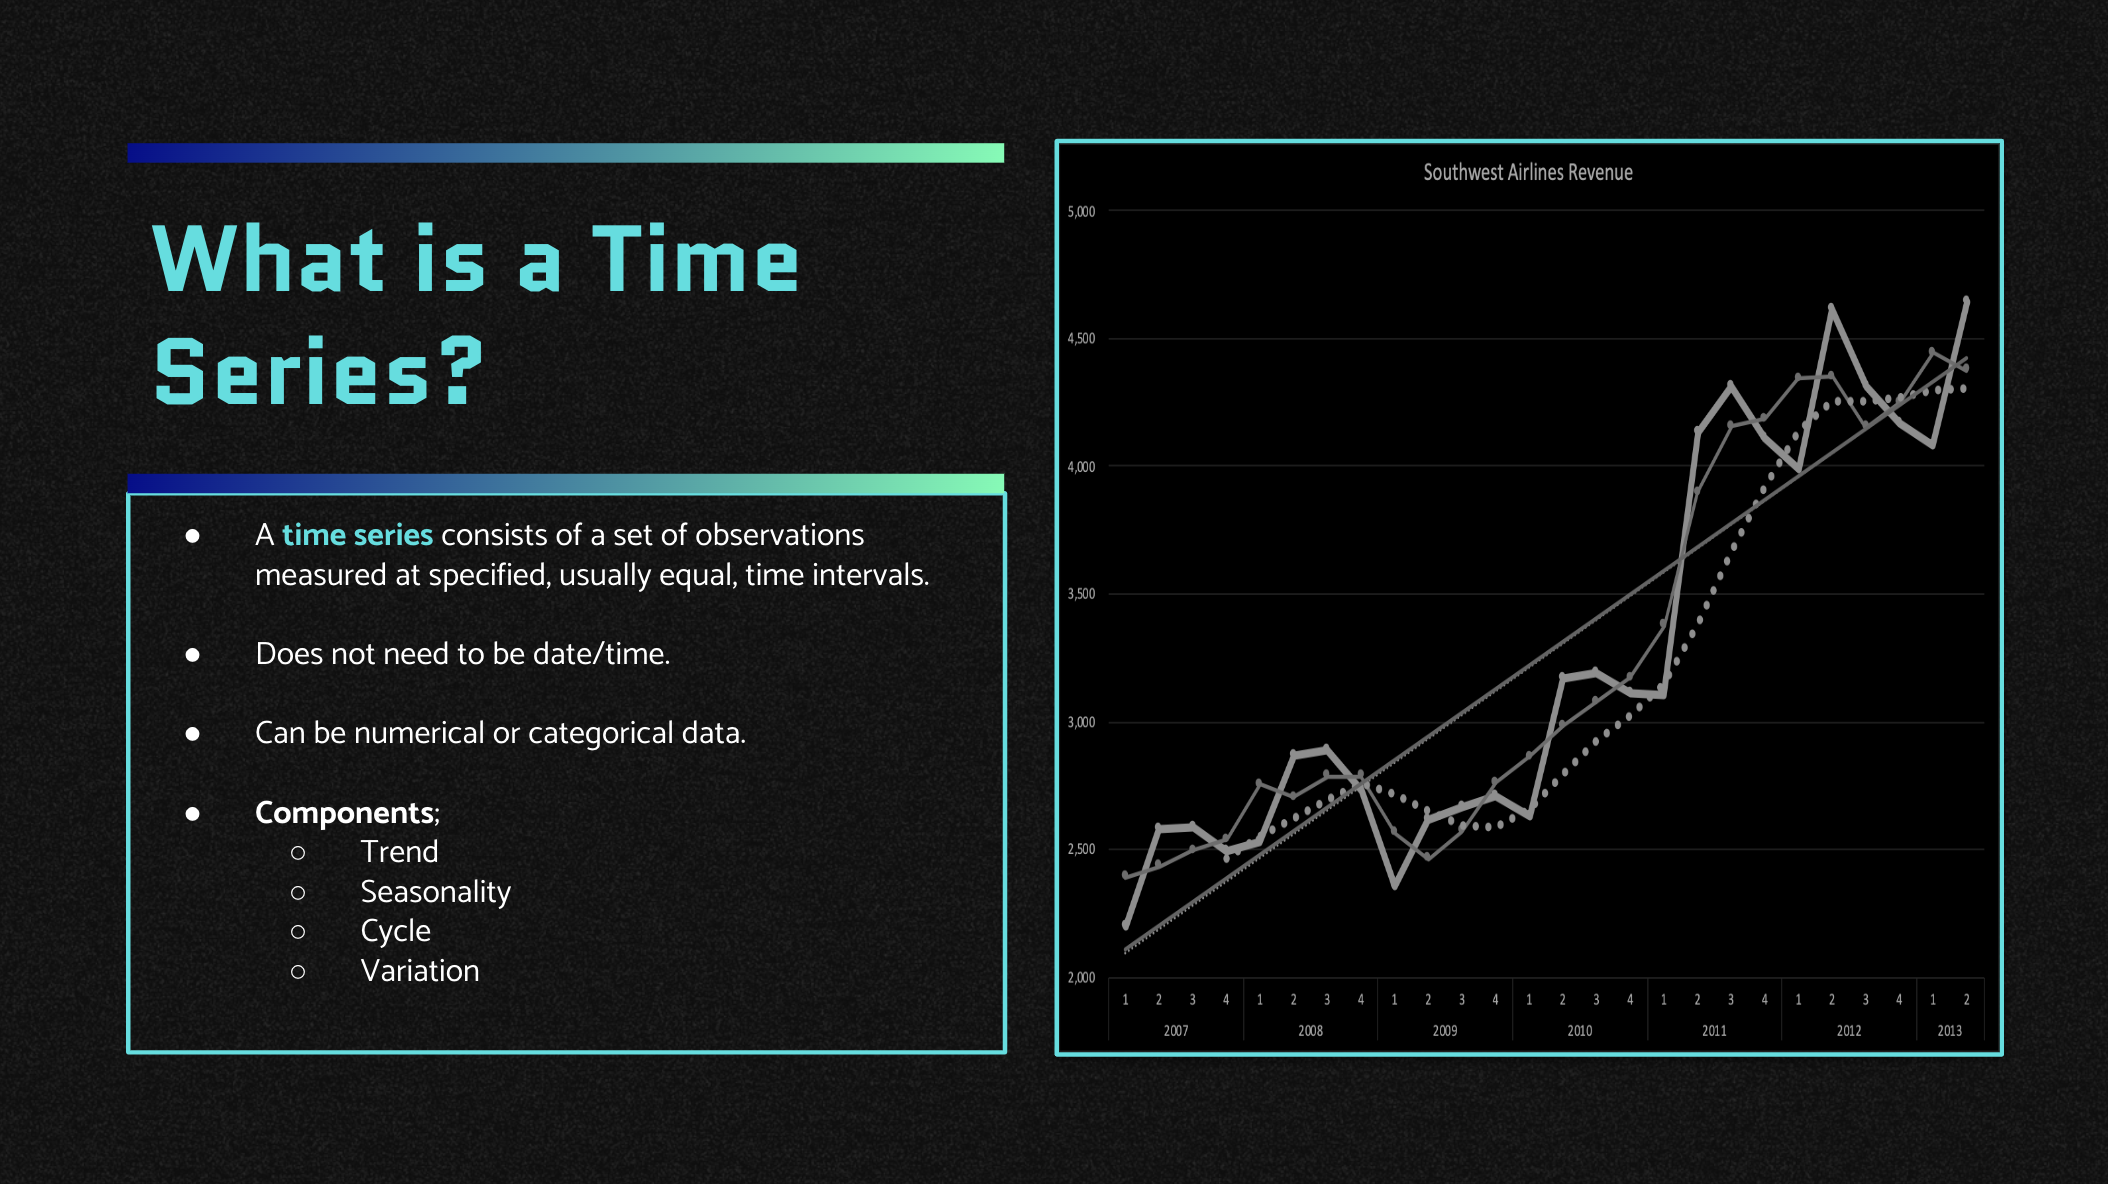 What is a Time
Series?
● A time series consists of a set of observations
measured at specified, usually equal, time intervals.
● Does not need to be date/time.
● Can be numerical or categorical data.
● Components;
○ Trend
○ Seasonality
○ Cycle
○ Variation
Southwest Airlines Revenue
5,000
4,500
4,000
3,500
3,000
2,500
2,000
1 2 3 4 1 2 3 4 1 2 3 4 1 2 3 4 1 2 3 4 1 2 3 4 1 2
2007 2008 2009 2010 2011 2012 2013